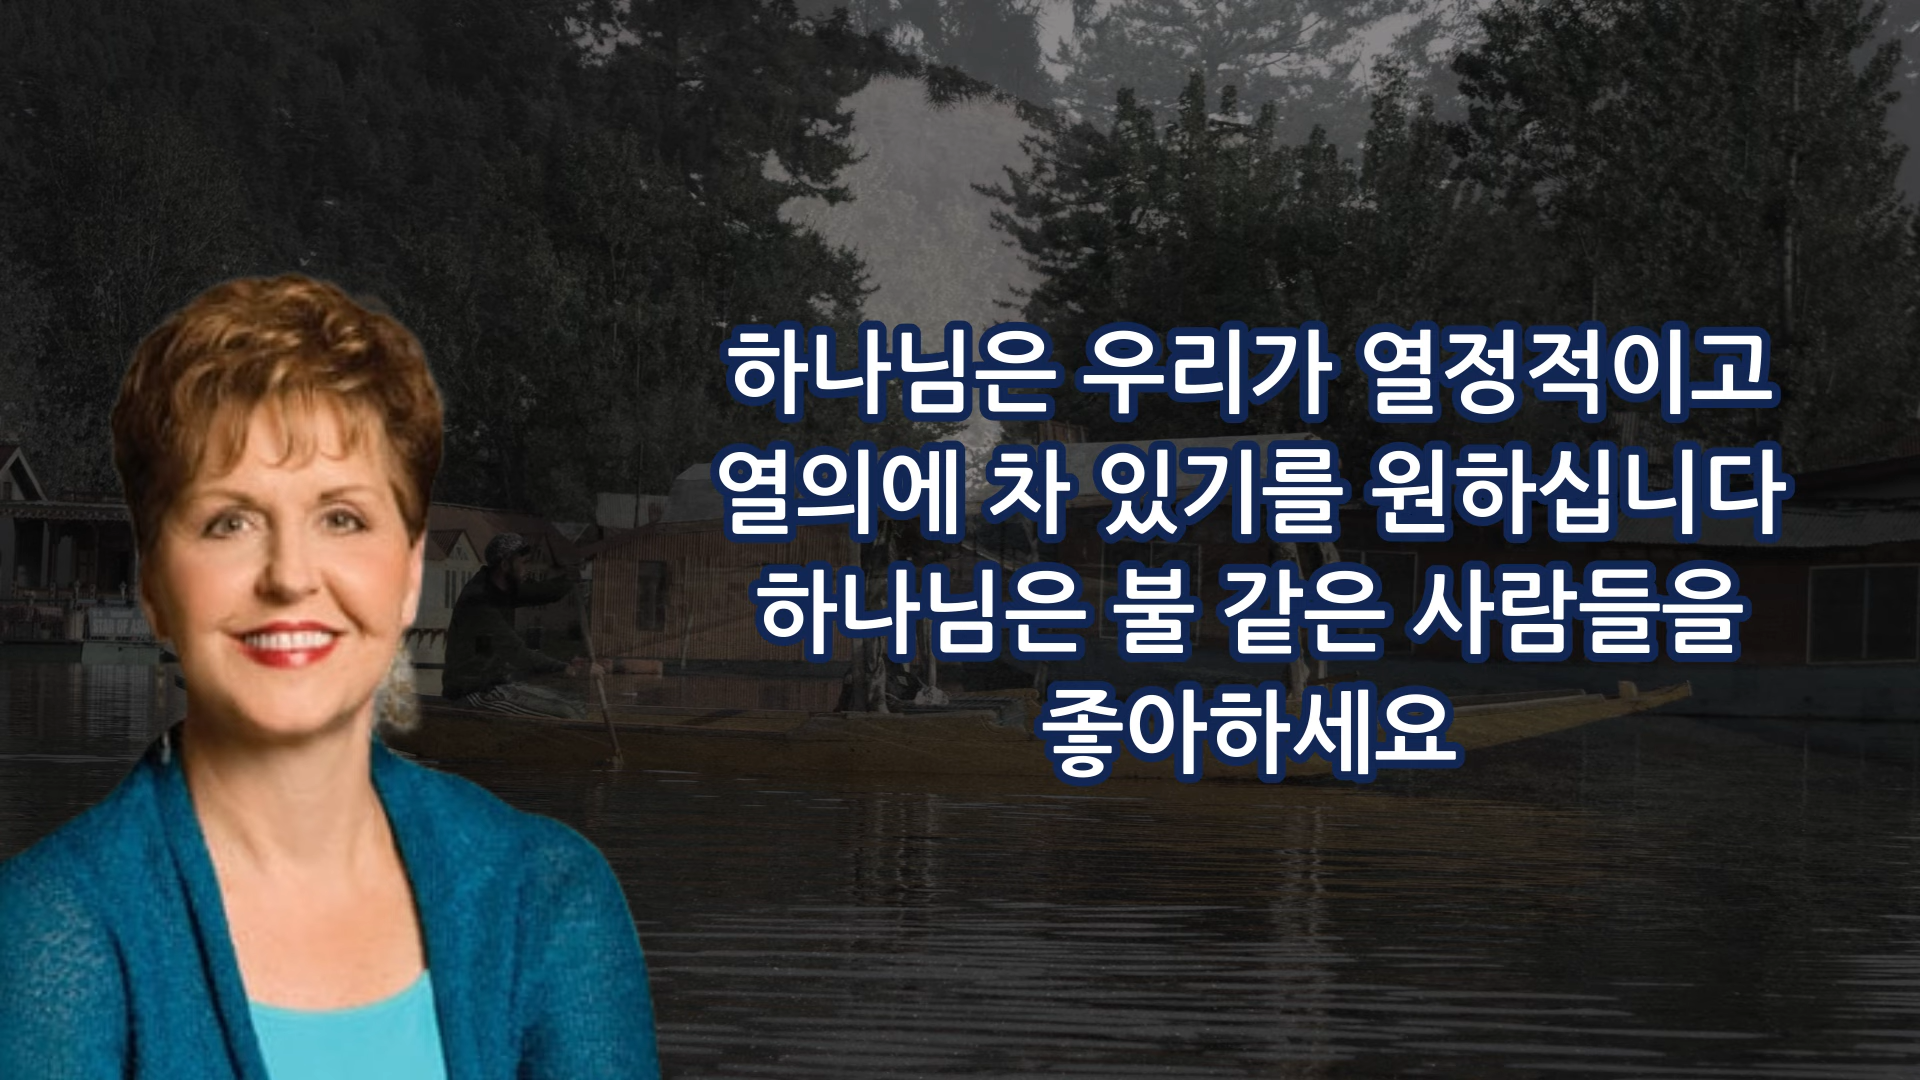 하나님은 우리가 열정적이고
열의에 차 있기를 원하십니다
하나님은 불 같은 사람들을
좋아하세요